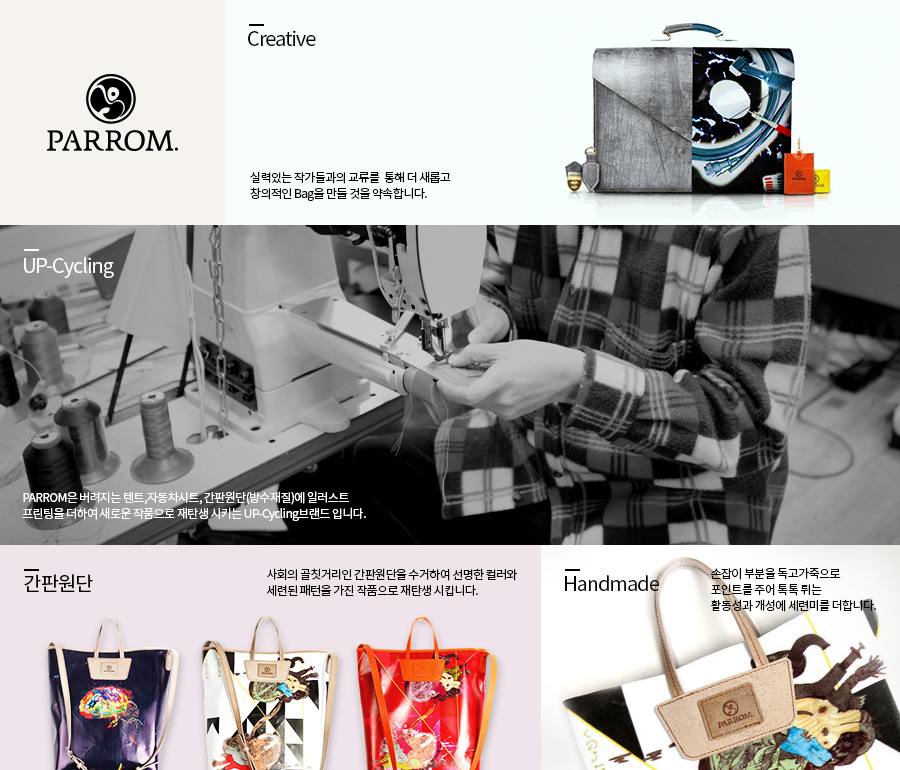 PARROM.
Creative
실력있는 작가들과의 교류를 통해 더 새롭고
창의적인 Bag을 만들 것을 약속합니다.
UP-Cycling
PARROM은 버려지는 텐트,자동차시트, 간판원단(방수재질)에 일러스트
프린팅을 더하여 새로운 작품으로 재탄생 시키는 UP-Cycling브랜드 입니다.
간판원단
사회의 골칫거리인 간판원단을 수거하여 선명한 컬러와
세련된 패턴을 가진 작품으로 재탄생 시킵니다.
Handmade
손잡이 부분을 독고가죽으로
포인트를 주어 톡톡 튀는
활동성과 개성에 세련미를 더합니다.
PARROM.